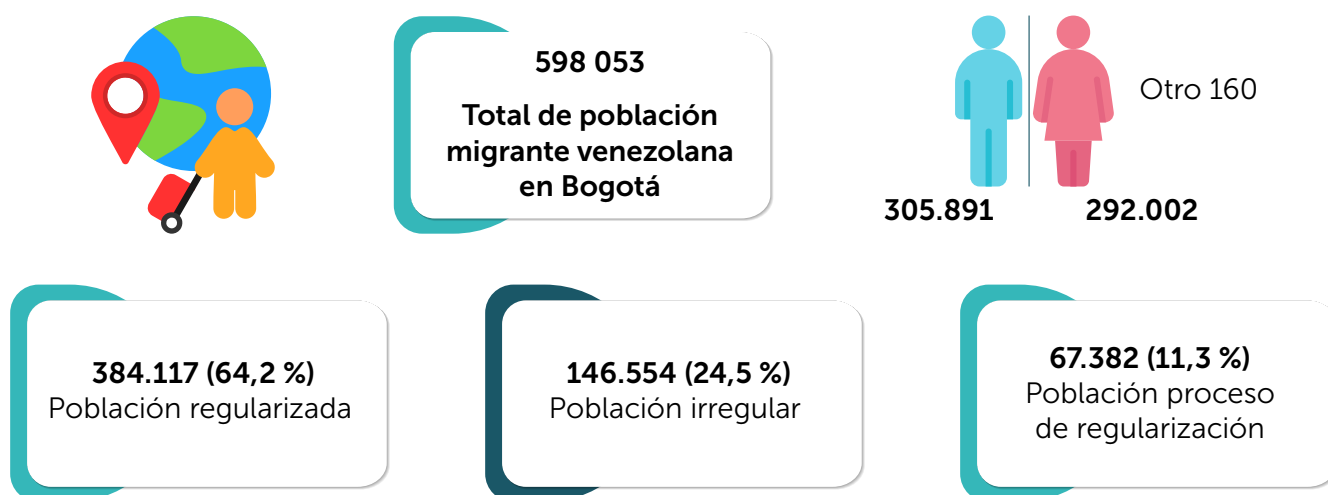 598 053
Total de población
migrante venezolana
en Bogotá
Otro 160
305.891
292.002
384.117 (64,2 %)
Población regularizada
146.554 (24,5 %)
Población irregular
67.382 (11,3 %)
Población proceso
de regularización